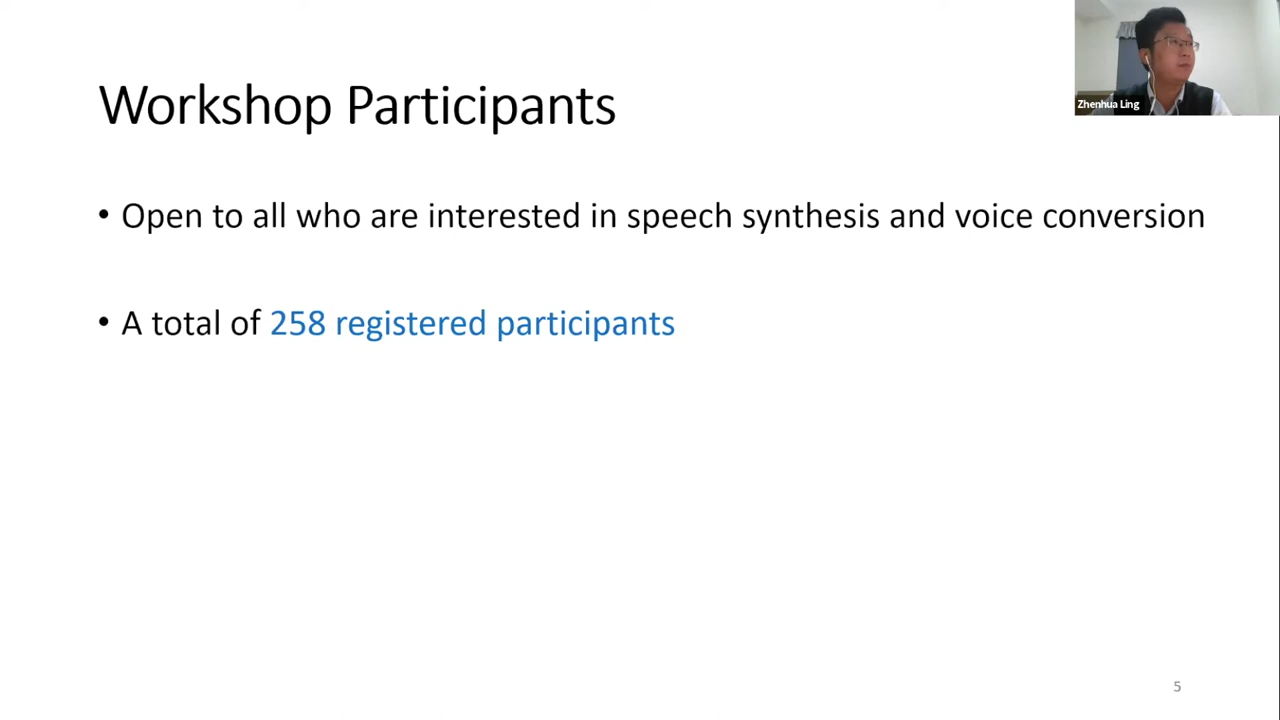 Zhenhua Ling
Workshop Participants
• Open to all who are interested in speech synthesis and voice conversion
• A total of 258 registered participants
5